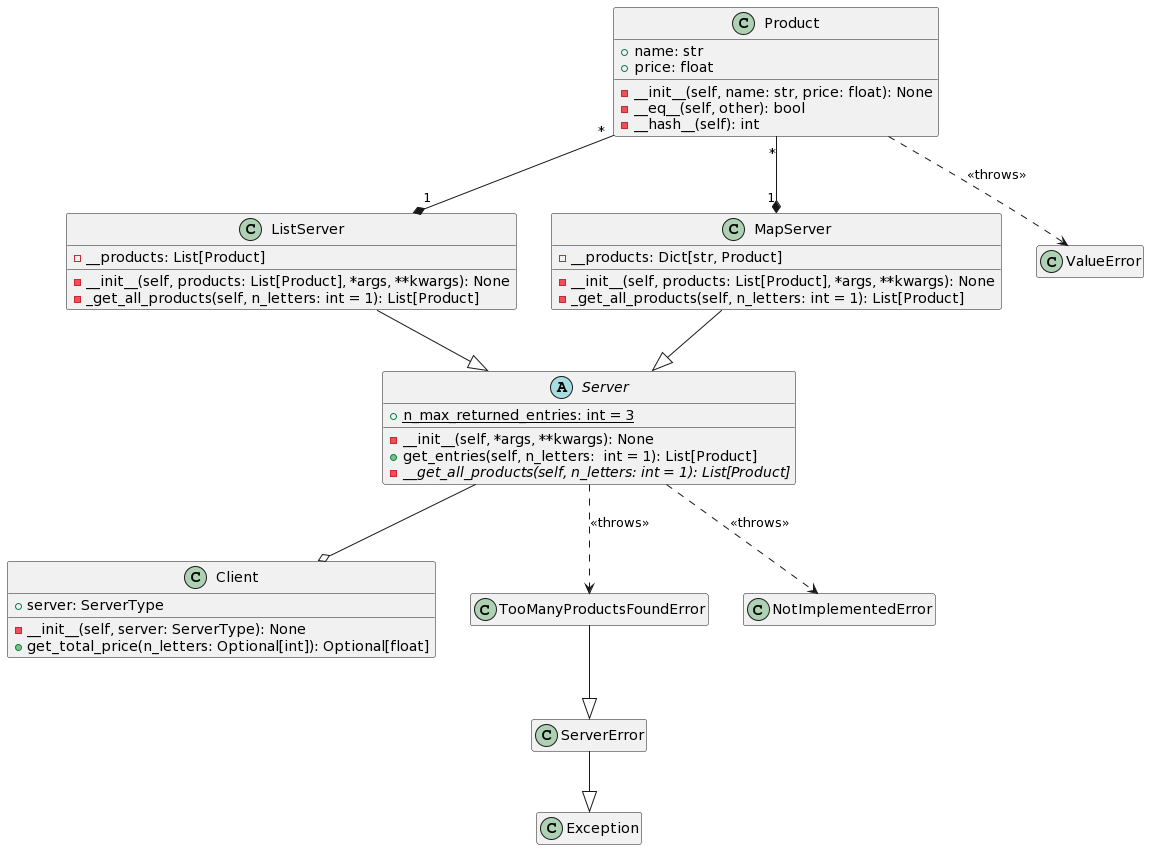 C Product
name: str
price: float
__init__(self, name: str, price: float): None
__eq__(self, other): bool
__hash__(self): int
*
*
«throws»
1
1
C ListServer
__products: List[Product]
__init__(self, products: List[Product], *args, **kwargs): None
_get_all_products(self, n_letters: int = 1): List[Product]
C MapServer
__products: Dict[str, Product]
__init__(self, products: List[Product], *args, **kwargs): None
_get_all_products(self, n_letters: int = 1): List[Product]
C ValueError
A Server
n_max_returned_entries: int = 3
__init__(self, *args, **kwargs): None
get_entries(self, n_letters:  int = 1): List[Product]
__get_all_products(self, n_letters: int = 1): List[Product]
«throws»
«throws»
C Client
server: ServerType
__init__(self, server: ServerType): None
get_total_price(n_letters: Optional[int]): Optional[float]
C TooManyProductsFoundError
C NotImplementedError
C ServerError
C Exception